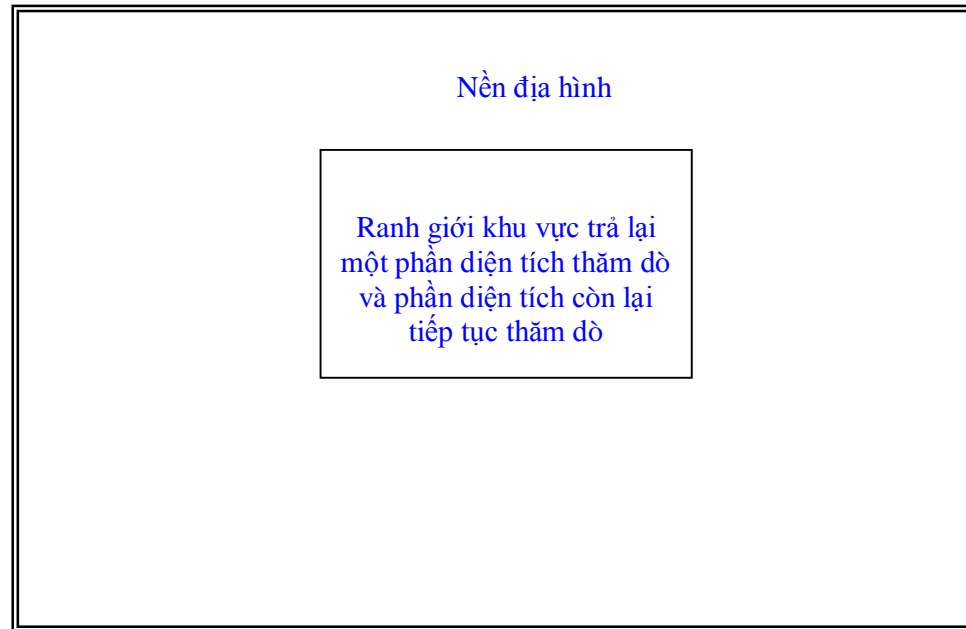 Nền địa hình
Ranh giới khu vực trả lại
một phần diện tích thăm dò
và phần diện tích còn lại
tiếp tục thăm dò